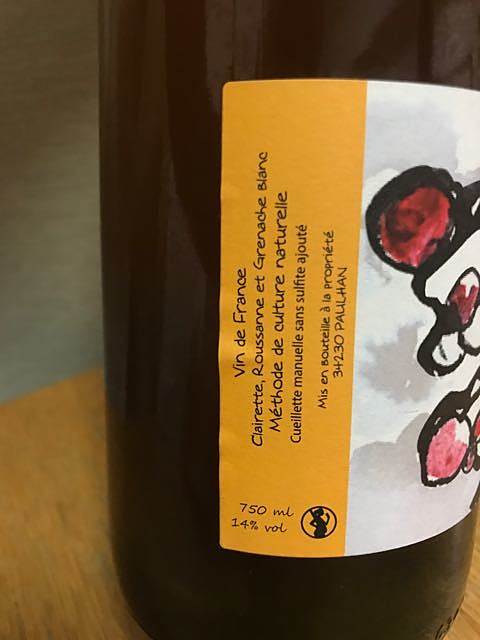 Vin de France
Clairette, Roussanne et Grenache Blanc
Méthode de culture naturelle
Cueillette manuelle sans sulfite ajouté
Mis en bouteille à la propriété
34230 PAULHAN
750 ml
14% vol